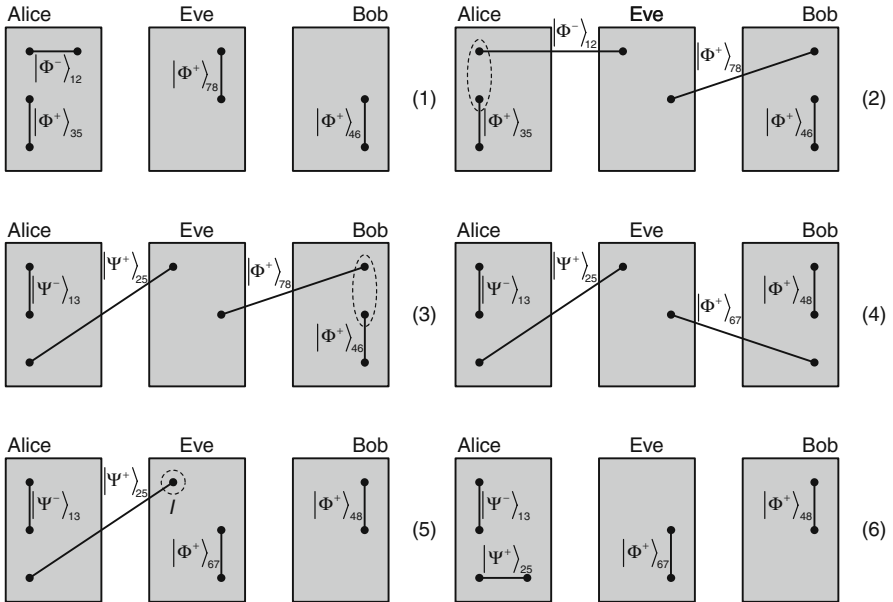 Alice Eve Bob
|Φ⁻⟩₁₂
|Φ⁺⟩₃₅
|Φ⁺⟩₇₈
|Φ⁺⟩₄₆
(1)
Alice Eve Bob
|Φ⁻⟩₁₂
|Φ⁺⟩₇₈
|Φ⁺⟩₃₅
|Φ⁺⟩₄₆
(2)
Alice Eve Bob
|Ψ⁺⟩₂₅
|Φ⁺⟩₇₈
|Ψ⁻⟩₁₃
|Φ⁺⟩₄₆
(3)
Alice Eve Bob
|Ψ⁺⟩₂₅
|Ψ⁻⟩₁₃
|Φ⁺⟩₄₈
|Φ⁺⟩₆₇
(4)
Alice Eve Bob
|Ψ⁺⟩₂₅
|Ψ⁻⟩₁₃
I
|Φ⁺⟩₄₈
|Φ⁺⟩₆₇
(5)
Alice Eve Bob
|Ψ⁻⟩₁₃
|Φ⁺⟩₄₈
|Ψ⁺⟩₂₅
|Φ⁺⟩₆₇
(6)